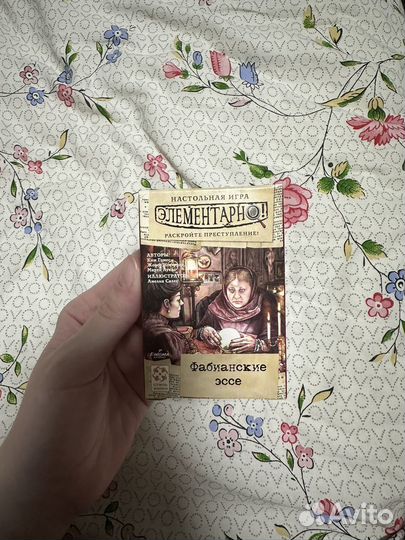 НАСТОЛЬНАЯ ИГРА
ЭЛЕМЕНТАРНО!
РАСКРОЙТЕ ПРЕСТУПЛЕНИЕ!
АВТОРЫ:
ИЛЛЮСТРАТОР:
Фабианские
эссе
Avito